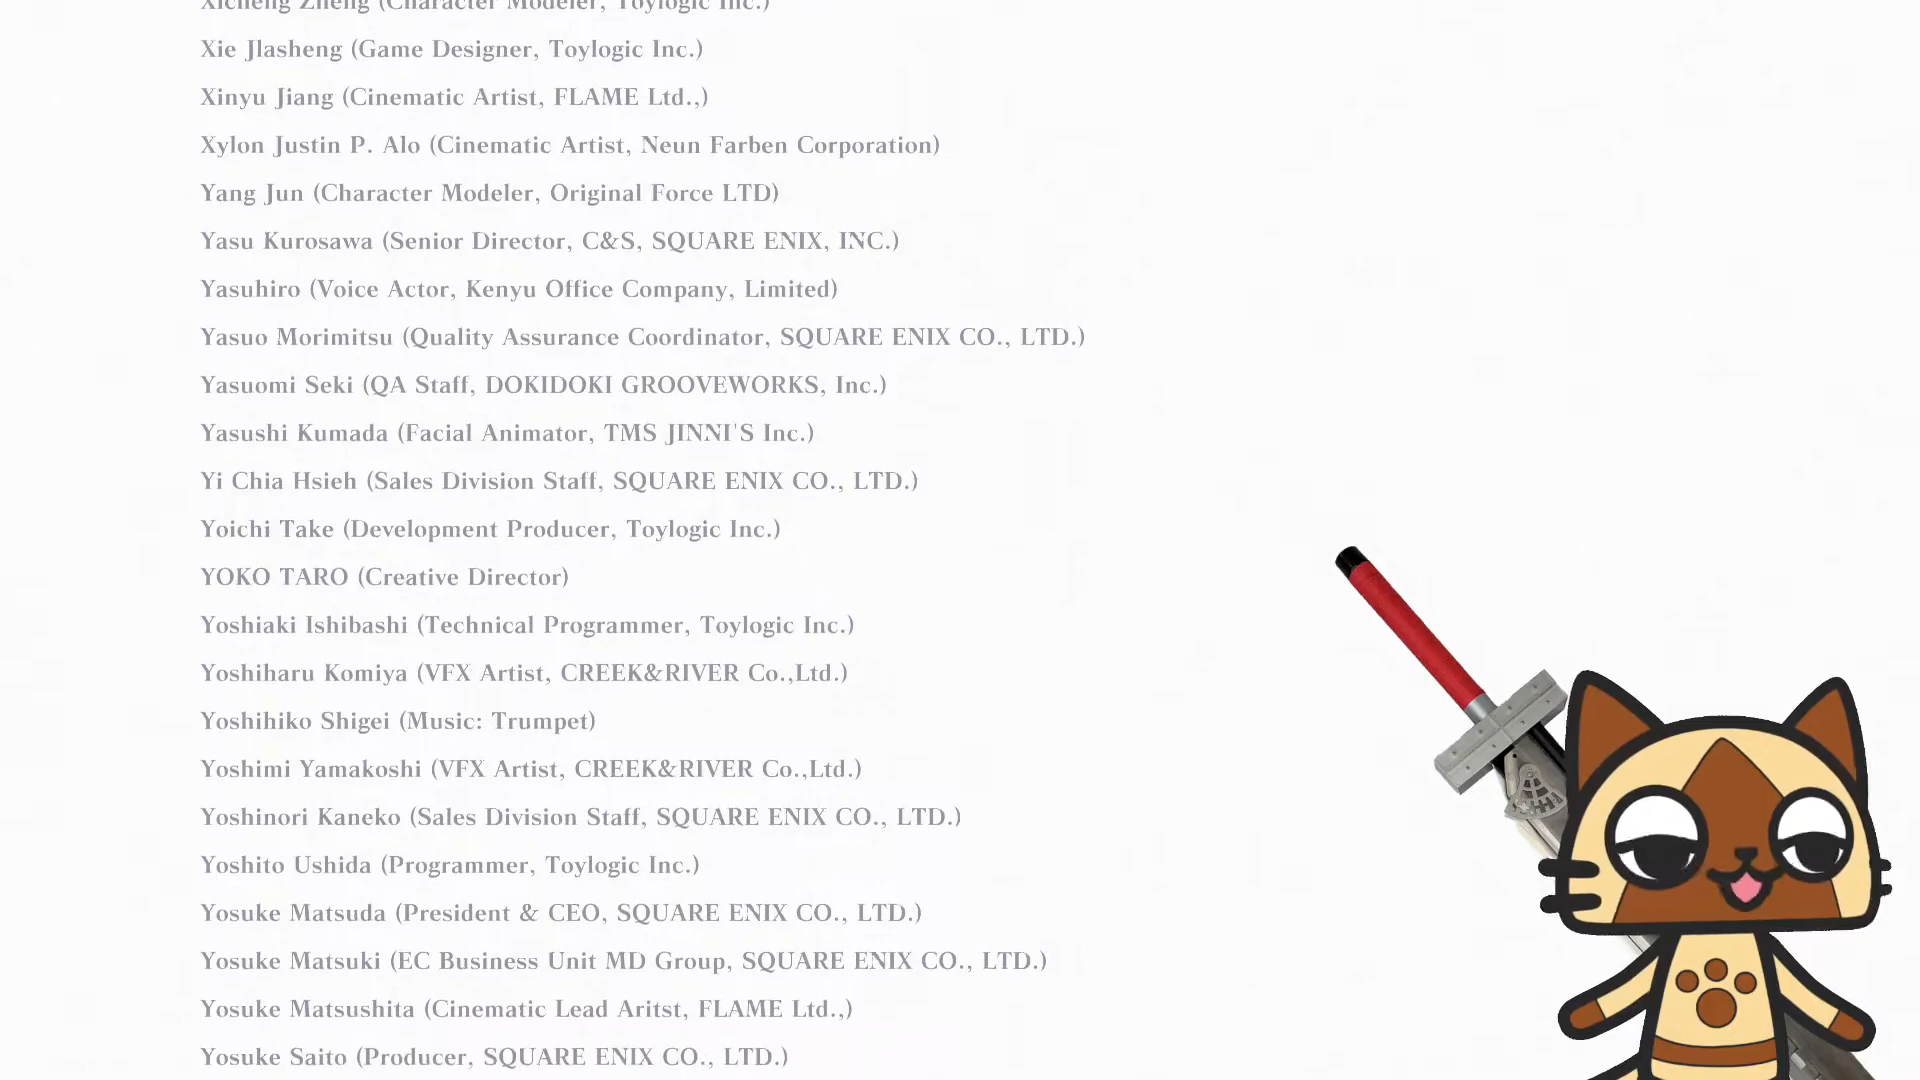 Xicheng Zheng (Character Modeler, Toylogic Inc.)
Xie Jlasheng (Game Designer, Toylogic Inc.)
Xinyu Jiang (Cinematic Artist, FLAME Ltd.,)
Xylon Justin P. Alo (Cinematic Artist, Neun Farben Corporation)
Yang Jun (Character Modeler, Original Force LTD)
Yasu Kurosawa (Senior Director, C&S, SQUARE ENIX, INC.)
Yasuhiro (Voice Actor, Kenyu Office Company, Limited)
Yasuo Morimitsu (Quality Assurance Coordinator, SQUARE ENIX CO., LTD.)
Yasuomi Seki (QA Staff, DOKIDOKI GROOVEWORKS, Inc.)
Yasushi Kumada (Facial Animator, TMS JINNI'S Inc.)
Yi Chia Hsieh (Sales Division Staff, SQUARE ENIX CO., LTD.)
Yoichi Take (Development Producer, Toylogic Inc.)
YOKO TARO (Creative Director)
Yoshiaki Ishibashi (Technical Programmer, Toylogic Inc.)
Yoshiharu Komiya (VFX Artist, CREEK&RIVER Co.,Ltd.)
Yoshihiko Shigei (Music: Trumpet)
Yoshimi Yamakoshi (VFX Artist, CREEK&RIVER Co.,Ltd.)
Yoshinori Kaneko (Sales Division Staff, SQUARE ENIX CO., LTD.)
Yoshito Ushida (Programmer, Toylogic Inc.)
Yosuke Matsuda (President & CEO, SQUARE ENIX CO., LTD.)
Yosuke Matsuki (EC Business Unit MD Group, SQUARE ENIX CO., LTD.)
Yosuke Matsushita (Cinematic Lead Aritst, FLAME Ltd.,)
Yosuke Saito (Producer, SQUARE ENIX CO., LTD.)